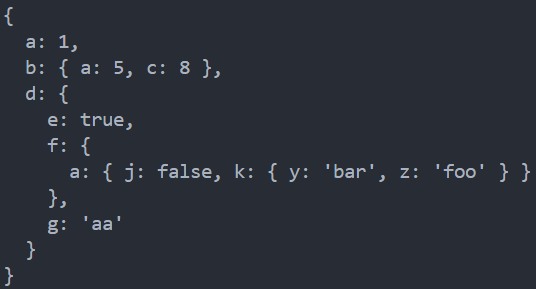 {
  a: 1,
  b: { a: 5, c: 8 },
  d: {
    e: true,
    f: {
      a: { j: false, k: { y: 'bar', z: 'foo' } }
    },
    g: 'aa'
  }
}